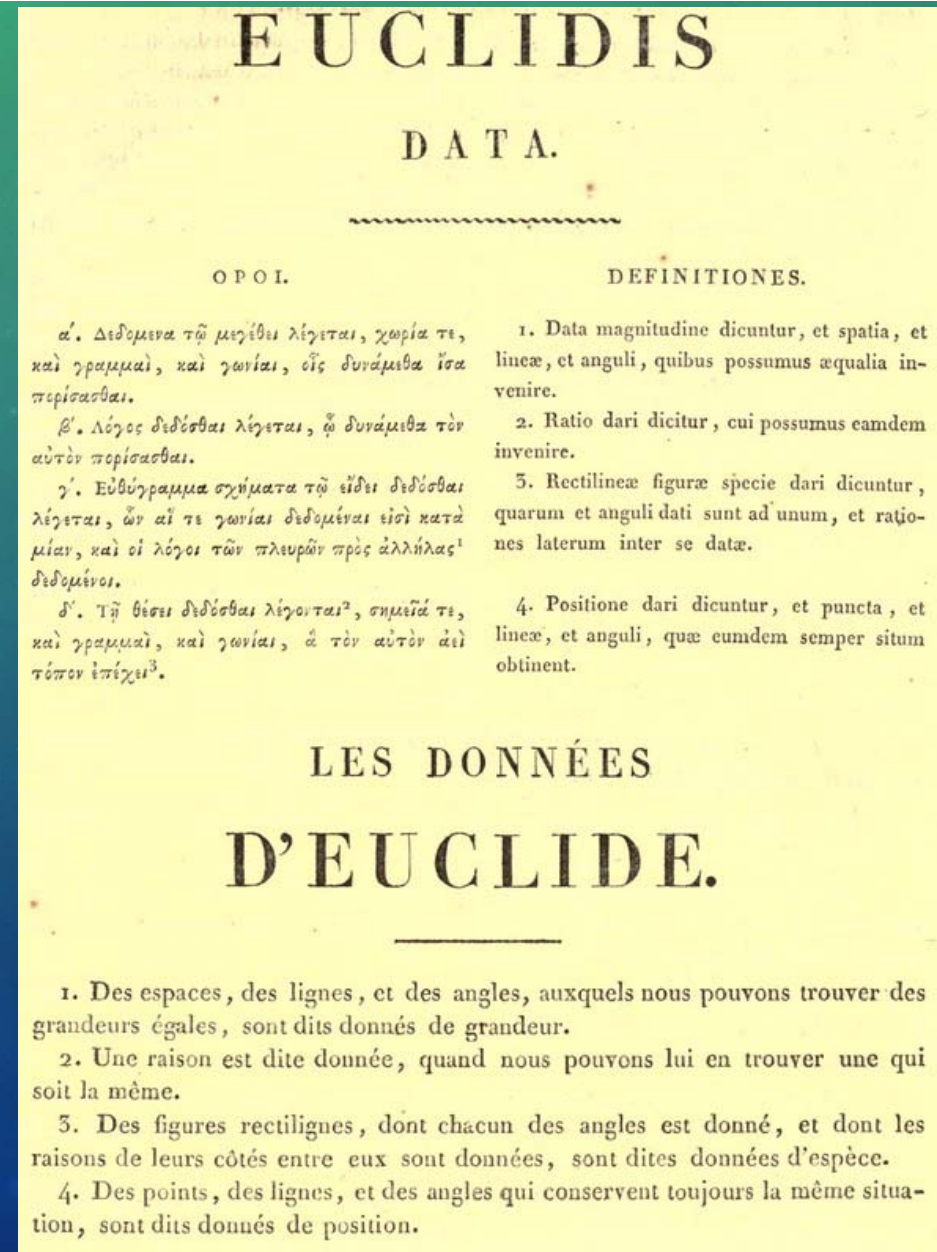 EUCLIDIS
DATA.
ΟΡΟΙ.
α΄. Δεδομενα τῷ μεγέθει λέγεται, χωρία τε,
καὶ γραμμαὶ, καὶ γωνίαι, οἷς δυνάμεθα ἴσα
πορίσασθαι.
β΄. Λόγος δεδόσθαι λέγεται, ᾧ δυνάμεθα τὸν
αὐτὸν πορίσασθαι.
γ΄. Εὐθύγραμμα σχήματα τῷ εἴδει δεδόσθαι
λέγεται, ὧν αἵ τε γωνίαι δεδομέναι εἰσὶ κατὰ
μίαν, καὶ οἱ λόγοι τῶν πλευρῶν πρὸς ἀλλήλας¹
δεδομένοι.
δ΄. Τῇ θέσει δεδόσθαι λέγονται², σημεῖά τε,
καὶ γραμμαὶ, καὶ γωνίαι, ἃ τὸν αὐτὸν ἀεὶ
τόπον ἐπέχει³.
DEFINITIONES.
1. Data magnitudine dicuntur, et spatia, et
lineæ, et anguli, quibus possumus æqualia in-
venire.
2. Ratio dari dicitur, cui possumus eamdem
invenire.
3. Rectilineæ figuræ specie dari dicuntur,
quarum et anguli dati sunt ad unum, et ratio-
nes laterum inter se datæ.
4. Positione dari dicuntur, et puncta, et
lineæ, et anguli, quæ eumdem semper situm
obtinent.
LES DONNÉES
D'EUCLIDE.
1. Des espaces, des lignes, et des angles, auxquels nous pouvons trouver des
grandeurs égales, sont dits donnés de grandeur.
2. Une raison est dite donnée, quand nous pouvons lui en trouver une qui
soit la même.
3. Des figures rectilignes, dont chacun des angles est donné, et dont les
raisons de leurs côtés entre eux sont données, sont dites données d'espèce.
4. Des points, des lignes, et des angles qui conservent toujours la même situa-
tion, sont dits donnés de position.